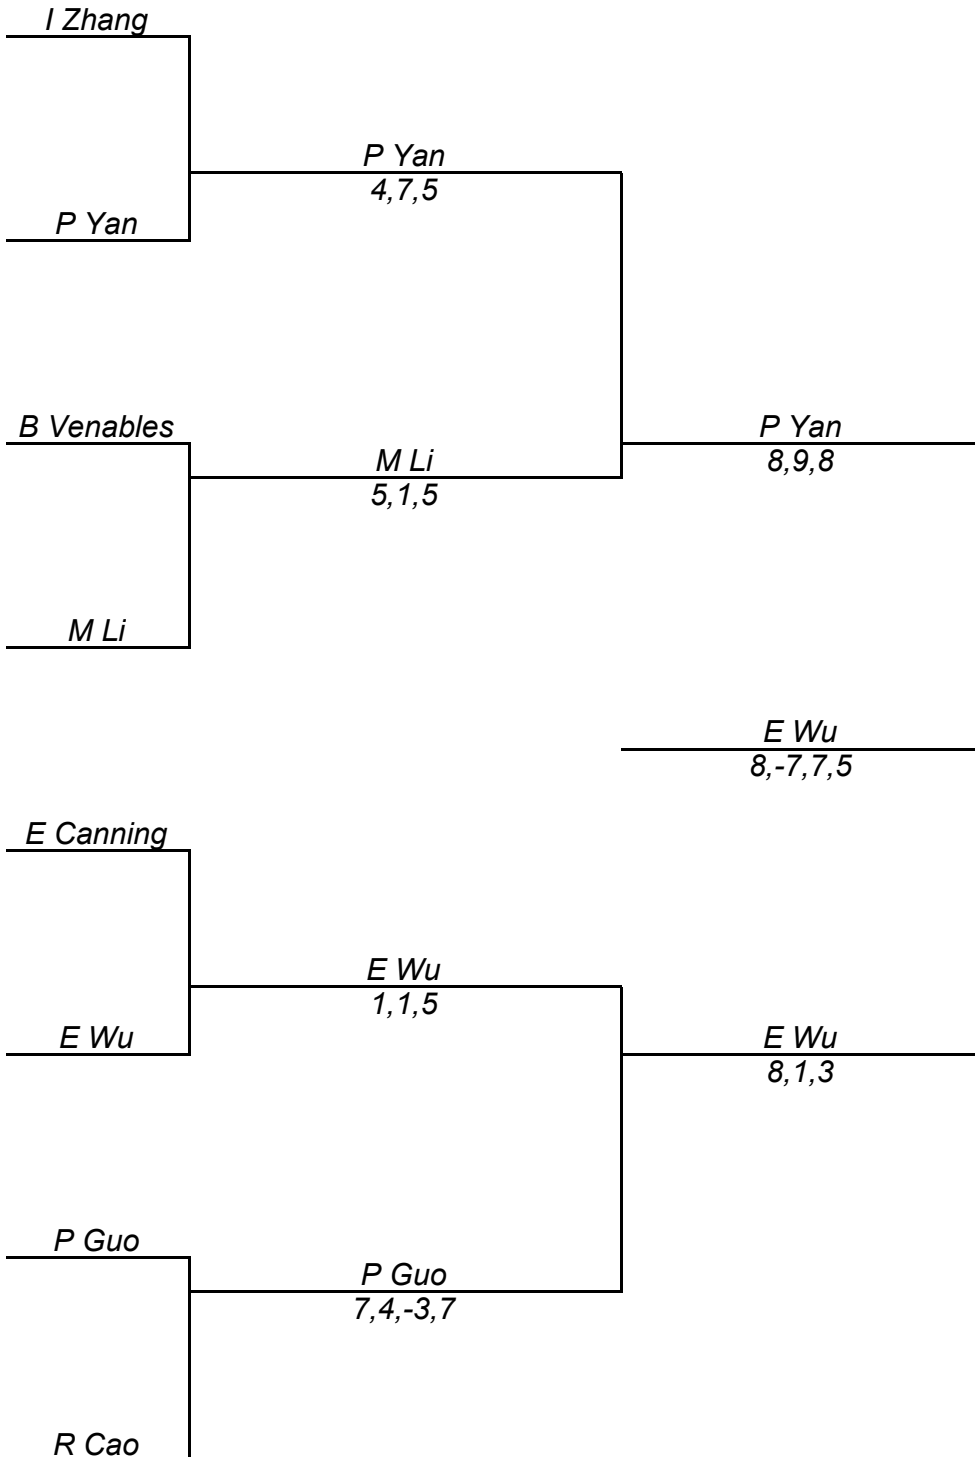 I Zhang
P Yan
4,7,5
P Yan
B Venables
P Yan
8,9,8
M Li
5,1,5
M Li
E Wu
8,-7,7,5
E Canning
E Wu
1,1,5
E Wu
E Wu
8,1,3
P Guo
P Guo
7,4,-3,7
R Cao